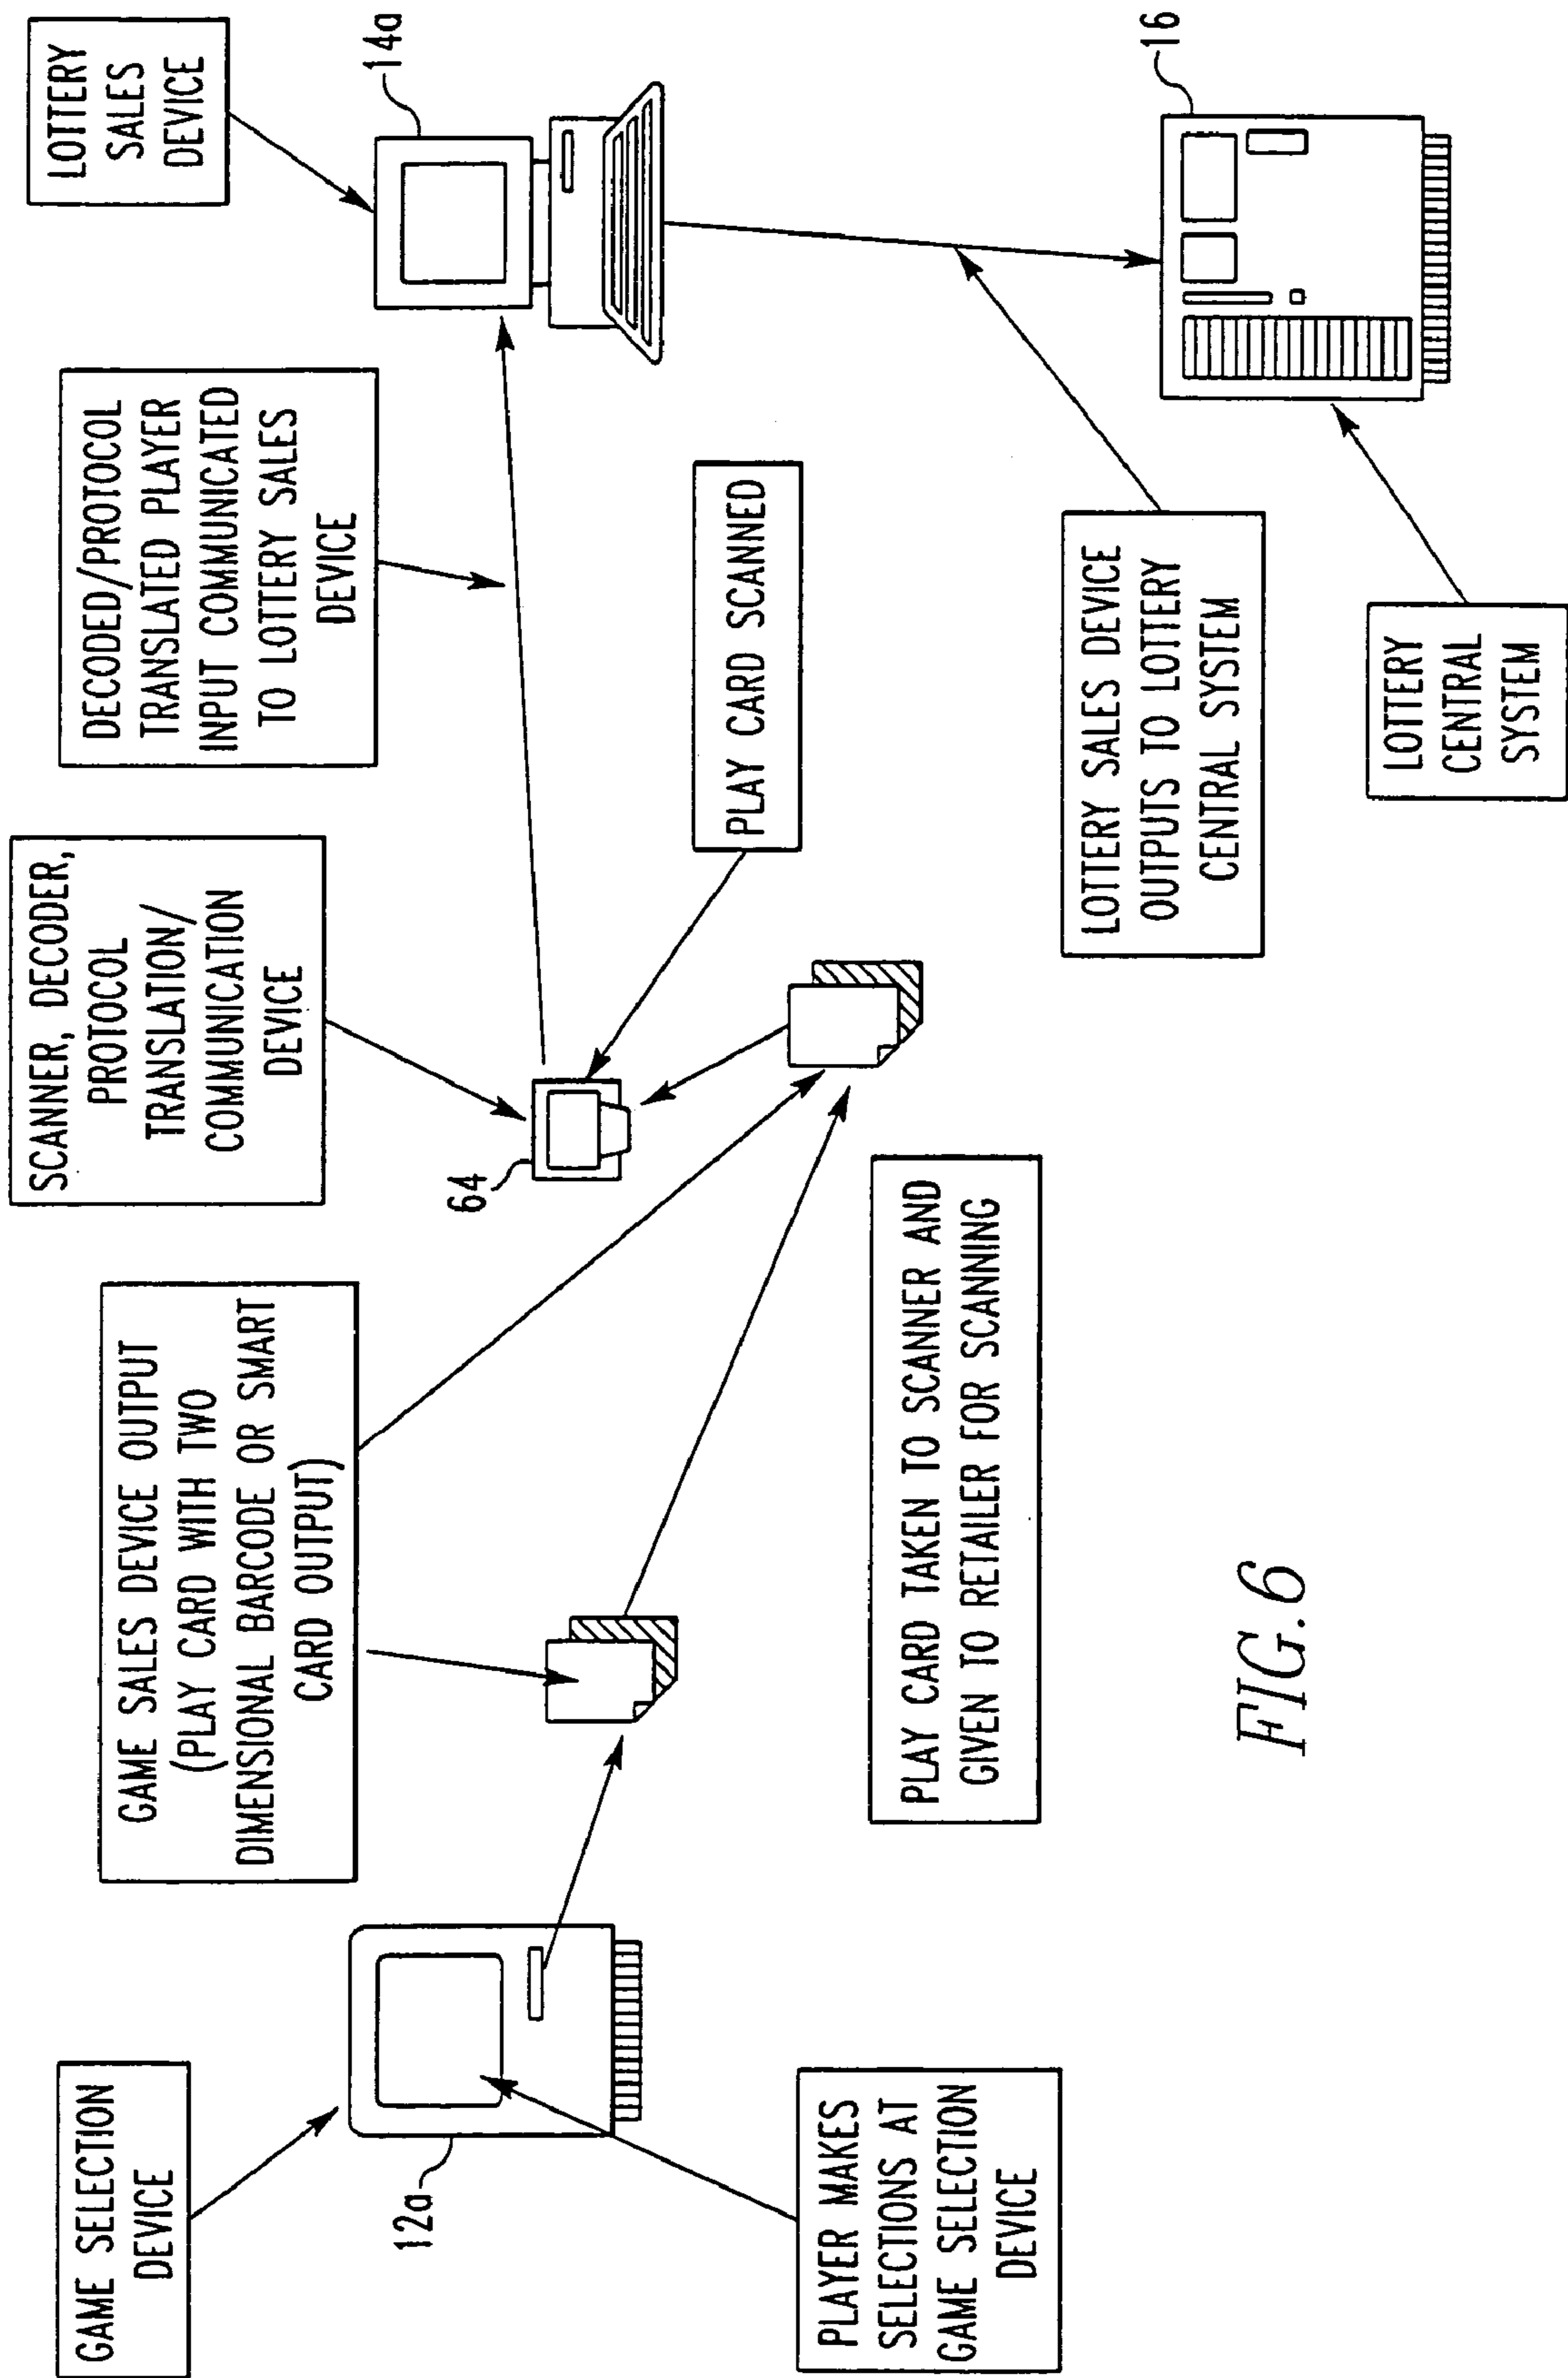 GAME SELECTION
DEVICE
12a
PLAYER MAKES
SELECTIONS AT
GAME SELECTION
DEVICE
GAME SALES DEVICE OUTPUT
(PLAY CARD WITH TWO
DIMENSIONAL BARCODE OR SMART
CARD OUTPUT)
PLAY CARD TAKEN TO SCANNER AND
GIVEN TO RETAILER FOR SCANNING
SCANNER, DECODER,
PROTOCOL
TRANSLATION/
COMMUNICATION
DEVICE
64
PLAY CARD SCANNED
DECODED/PROTOCOL
TRANSLATED PLAYER
INPUT COMMUNICATED
TO LOTTERY SALES
DEVICE
LOTTERY
SALES
DEVICE
14a
LOTTERY SALES DEVICE
OUTPUTS TO LOTTERY
CENTRAL SYSTEM
16
LOTTERY
CENTRAL
SYSTEM
FIG.6